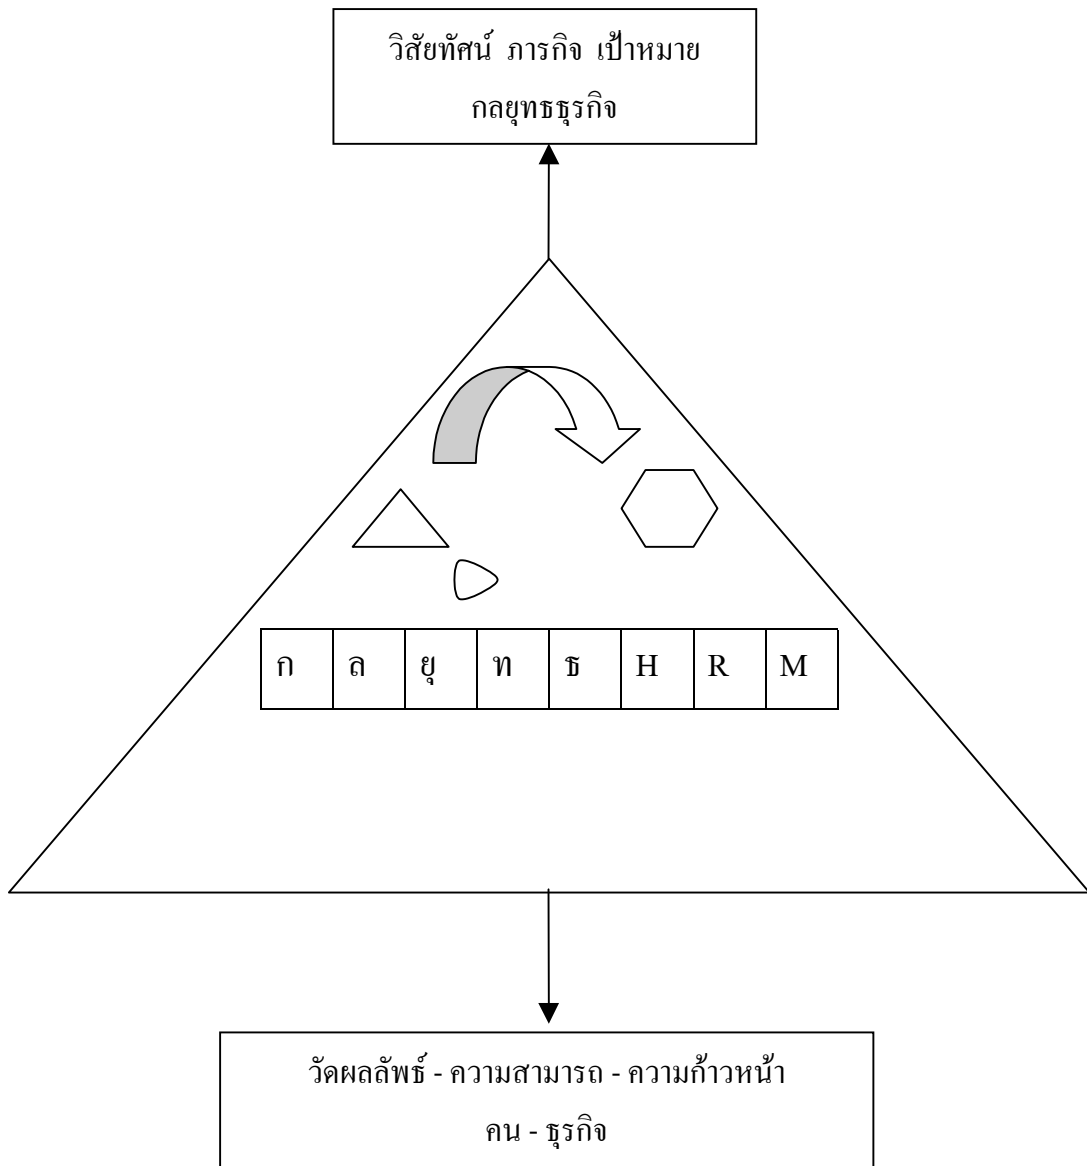 วิสัยทัศน์ ภารกิจ เป้าหมาย
กลยุทธธุรกิจ
ก ล ยุ ท ธ H R M
วัดผลลัพธ์ - ความสามารถ - ความก้าวหน้า
คน - ธุรกิจ